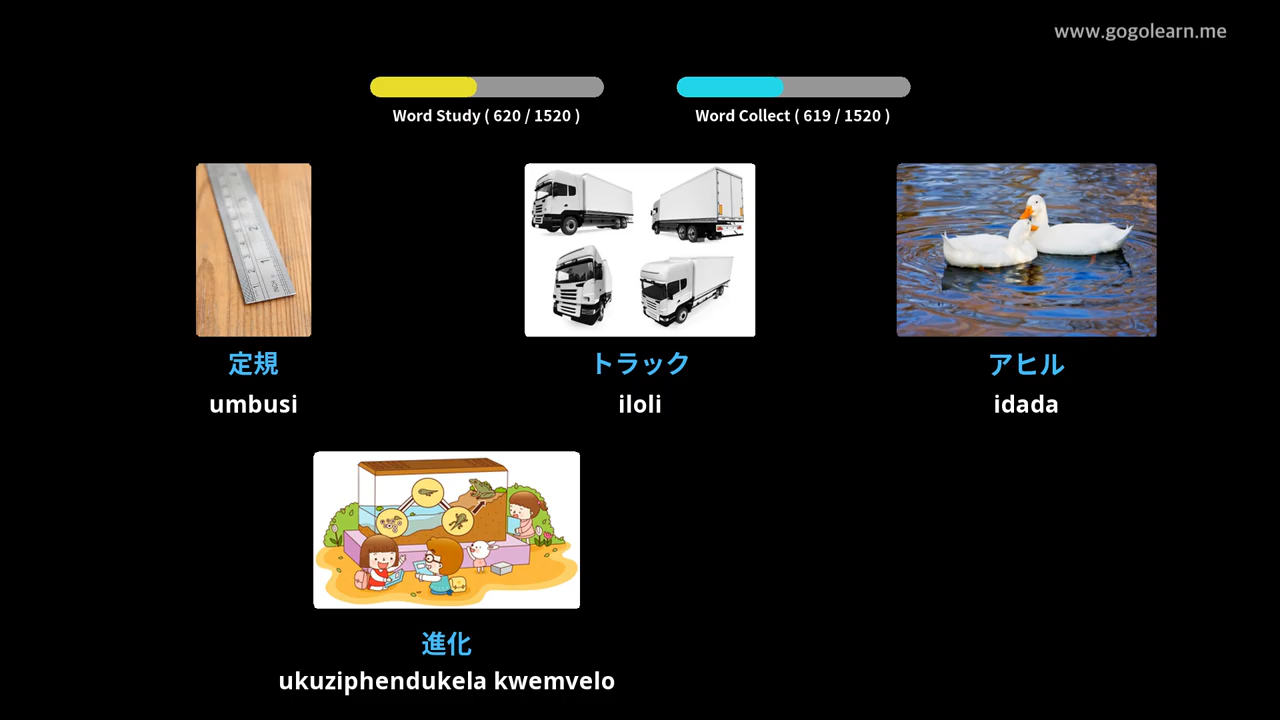 www.gogolearn.me
Word Study ( 620 / 1520 )
Word Collect ( 619 / 1520 )
定規
umbusi
トラック
iloli
アヒル
idada
進化
ukuziphendukela kwemvelo